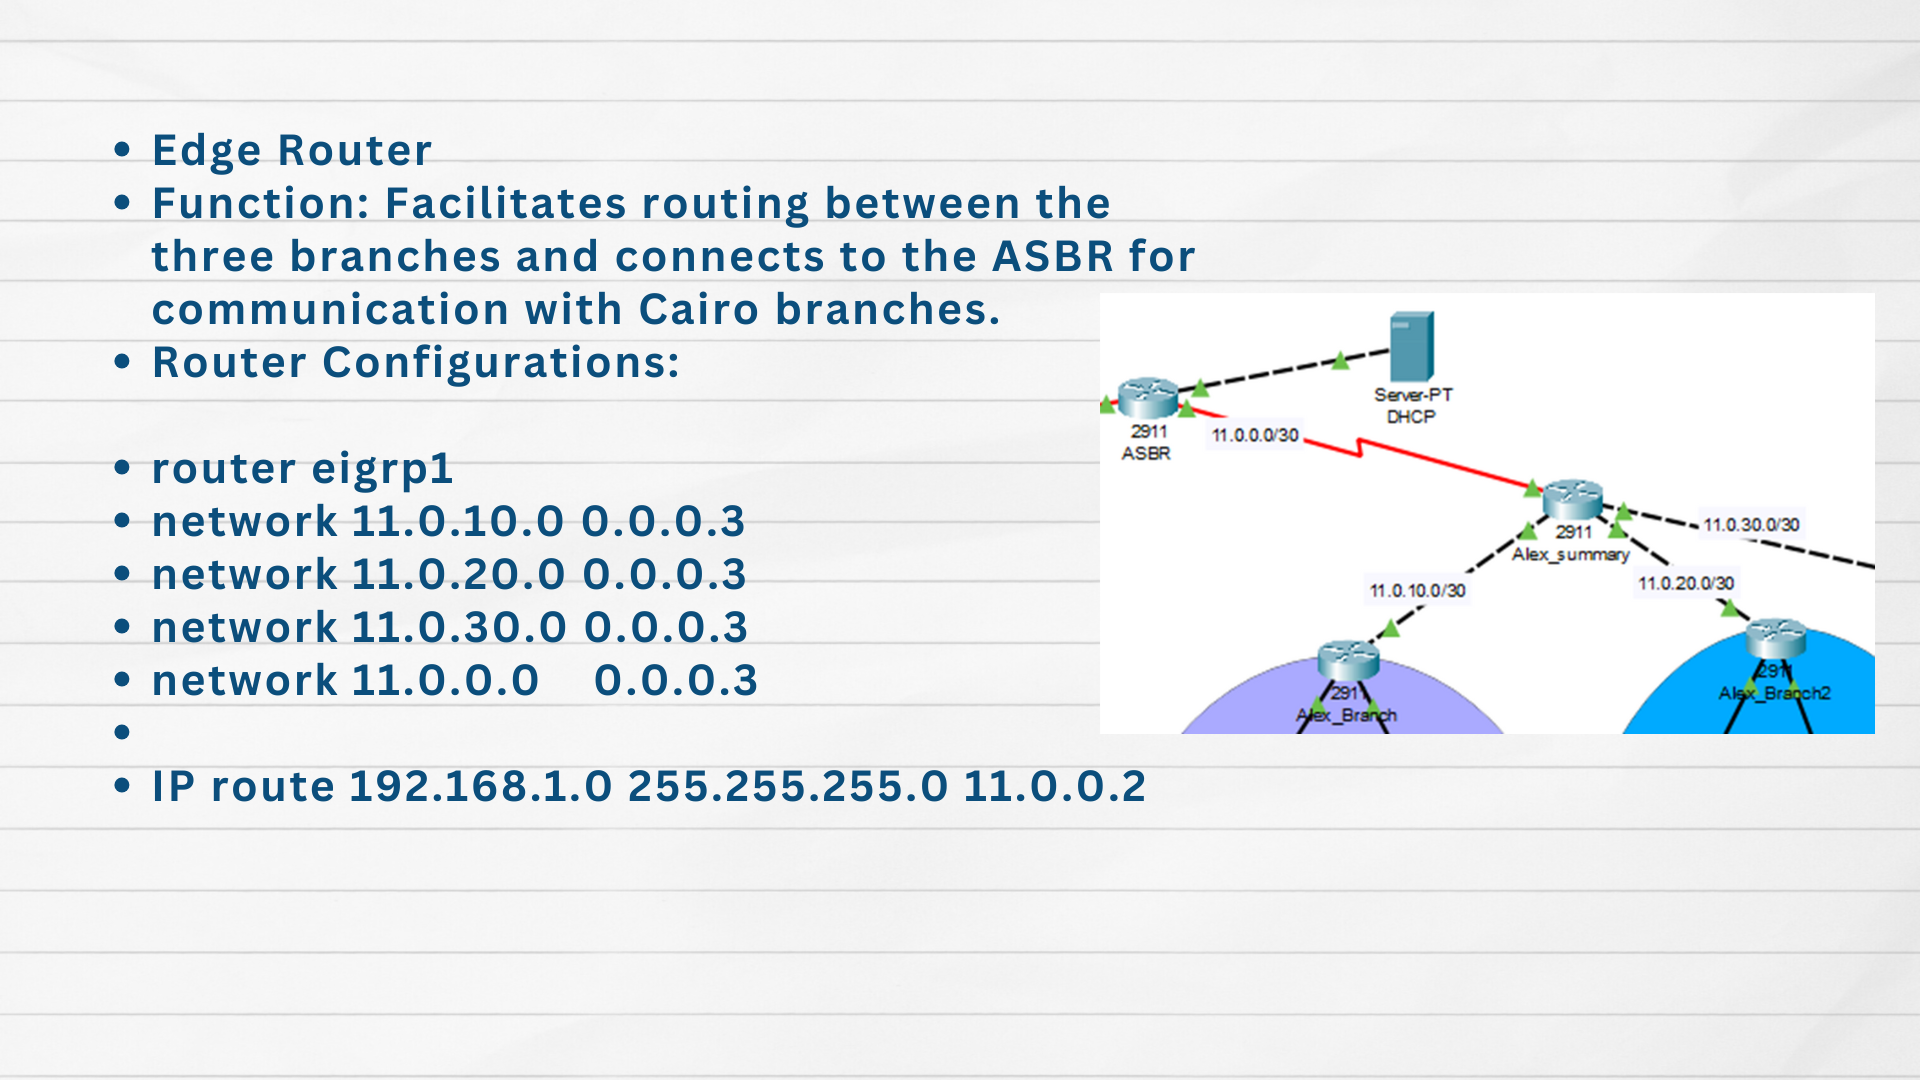 Edge Router
Function: Facilitates routing between the
three branches and connects to the ASBR for
communication with Cairo branches.
Router Configurations:
router eigrp1
network 11.0.10.0 0.0.0.3
network 11.0.20.0 0.0.0.3
network 11.0.30.0 0.0.0.3
network 11.0.0.0 0.0.0.3
IP route 192.168.1.0 255.255.255.0 11.0.0.2
Server-PT
DHCP
2911
ASBR
11.0.0.0/30
2911
Alex_summary
11.0.30.0/30
11.0.10.0/30
11.0.20.0/30
2911
Alex_Branch
2911
Alex_Branch2